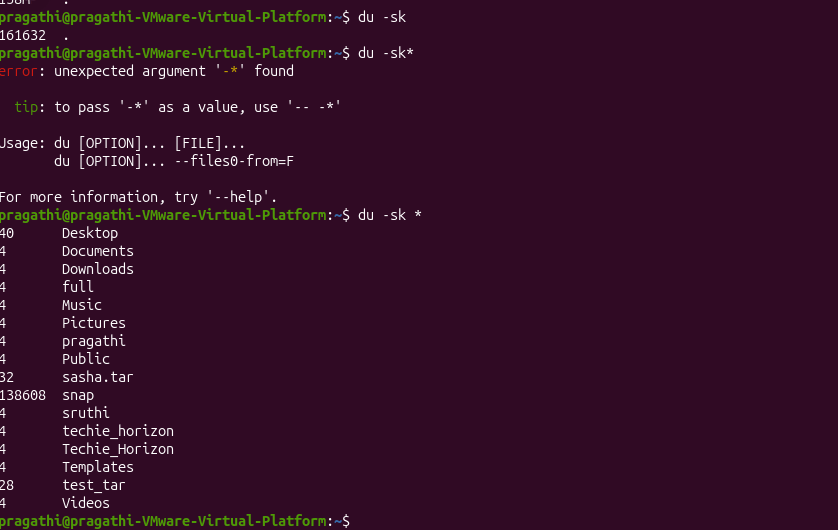 158M .
pragathi@pragathi-VMware-Virtual-Platform:~$ du -sk
161632  .
pragathi@pragathi-VMware-Virtual-Platform:~$ du -sk*
error: unexpected argument '-*' found

  tip: to pass '-*' as a value, use '-- -*'

Usage: du [OPTION]... [FILE]...
       du [OPTION]... --files0-from=F

For more information, try '--help'.
pragathi@pragathi-VMware-Virtual-Platform:~$ du -sk *
40      Desktop
4       Documents
4       Downloads
4       full
4       Music
4       Pictures
4       pragathi
4       Public
32      sasha.tar
138608  snap
4       sruthi
4       techie_horizon
4       Techie_Horizon
4       Templates
28      test_tar
4       Videos
pragathi@pragathi-VMware-Virtual-Platform:~$